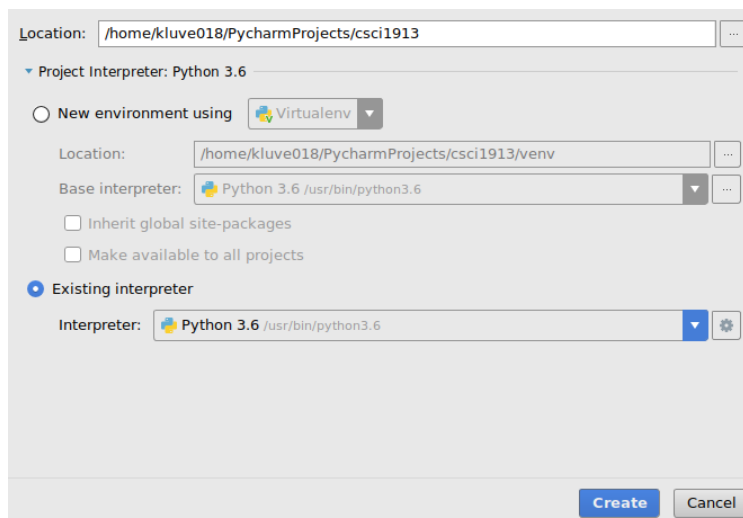 Location: /home/kluve018/PycharmProjects/csci1913 ...
Project Interpreter: Python 3.6
New environment using Virtualenv
Location: /home/kluve018/PycharmProjects/csci1913/venv ...
Base interpreter: Python 3.6 /usr/bin/python3.6 ...
Inherit global site-packages
Make available to all projects
Existing interpreter
Interpreter: Python 3.6 /usr/bin/python3.6
Create Cancel